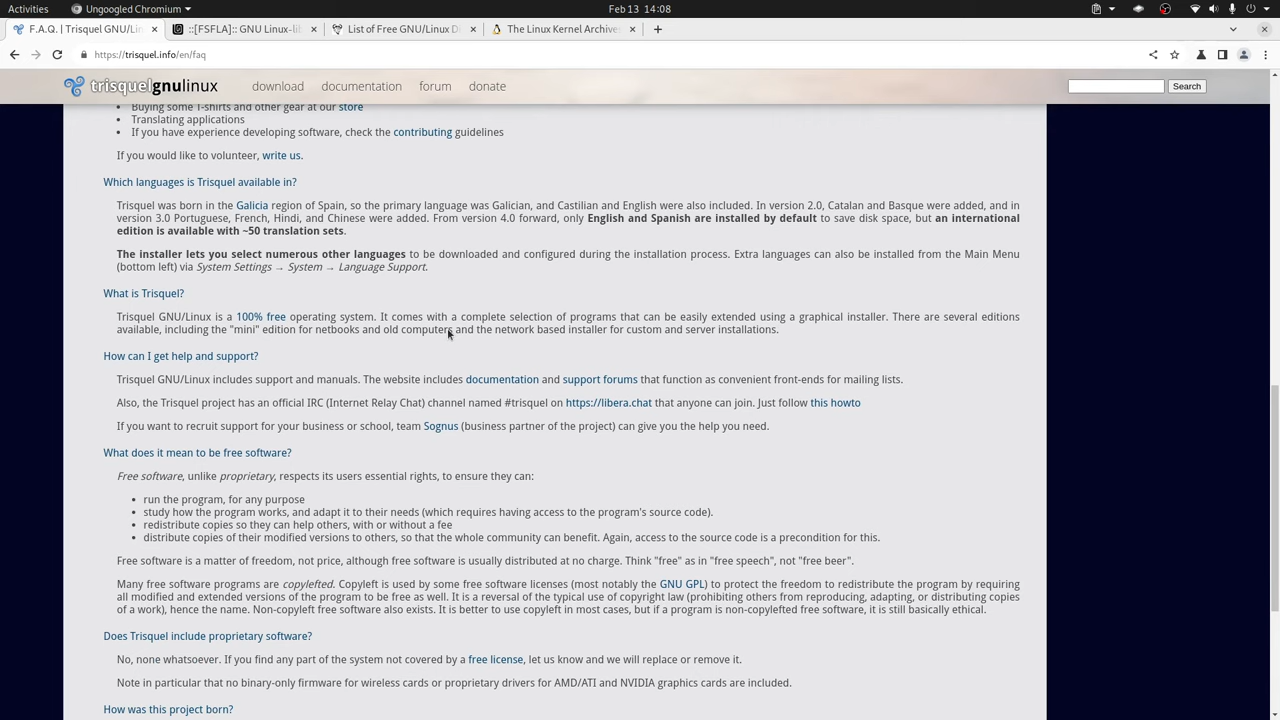 Activities Ungoogled Chromium Feb 13 14:08
F.A.Q. | Trisquel GNU/Lin ::[FSFLA]:: GNU Linux-lib List of Free GNU/Linux Di The Linux Kernel Archives
https://trisquel.info/en/faq
trisquelgnulinux download documentation forum donate Search
Buying some T-shirts and other gear at our store
Translating applications
If you have experience developing software, check the contributing guidelines
If you would like to volunteer, write us.
Which languages is Trisquel available in?
Trisquel was born in the Galicia region of Spain, so the primary language was Galician, and Castilian and English were also included. In version 2.0, Catalan and Basque were added, and in
version 3.0 Portuguese, French, Hindi, and Chinese were added. From version 4.0 forward, only English and Spanish are installed by default to save disk space, but an international
edition is available with ~50 translation sets.
The installer lets you select numerous other languages to be downloaded and configured during the installation process. Extra languages can also be installed from the Main Menu
(bottom left) via System Settings → System → Language Support.
What is Trisquel?
Trisquel GNU/Linux is a 100% free operating system. It comes with a complete selection of programs that can be easily extended using a graphical installer. There are several editions
available, including the "mini" edition for netbooks and old computers and the network based installer for custom and server installations.
How can I get help and support?
Trisquel GNU/Linux includes support and manuals. The website includes documentation and support forums that function as convenient front-ends for mailing lists.
Also, the Trisquel project has an official IRC (Internet Relay Chat) channel named #trisquel on https://libera.chat that anyone can join. Just follow this howto
If you want to recruit support for your business or school, team Sognus (business partner of the project) can give you the help you need.
What does it mean to be free software?
Free software, unlike proprietary, respects its users essential rights, to ensure they can:
run the program, for any purpose
study how the program works, and adapt it to their needs (which requires having access to the program's source code).
redistribute copies so they can help others, with or without a fee
distribute copies of their modified versions to others, so that the whole community can benefit. Again, access to the source code is a precondition for this.
Free software is a matter of freedom, not price, although free software is usually distributed at no charge. Think "free" as in "free speech", not "free beer".
Many free software programs are copylefted. Copyleft is used by some free software licenses (most notably the GNU GPL) to protect the freedom to redistribute the program by requiring
all modified and extended versions of the program to be free as well. It is a reversal of the typical use of copyright law (prohibiting others from reproducing, adapting, or distributing copies
of a work), hence the name. Non-copyleft free software also exists. It is better to use copyleft in most cases, but if a program is non-copylefted free software, it is still basically ethical.
Does Trisquel include proprietary software?
No, none whatsoever. If you find any part of the system not covered by a free license, let us know and we will replace or remove it.
Note in particular that no binary-only firmware for wireless cards or proprietary drivers for AMD/ATI and NVIDIA graphics cards are included.
How was this project born?